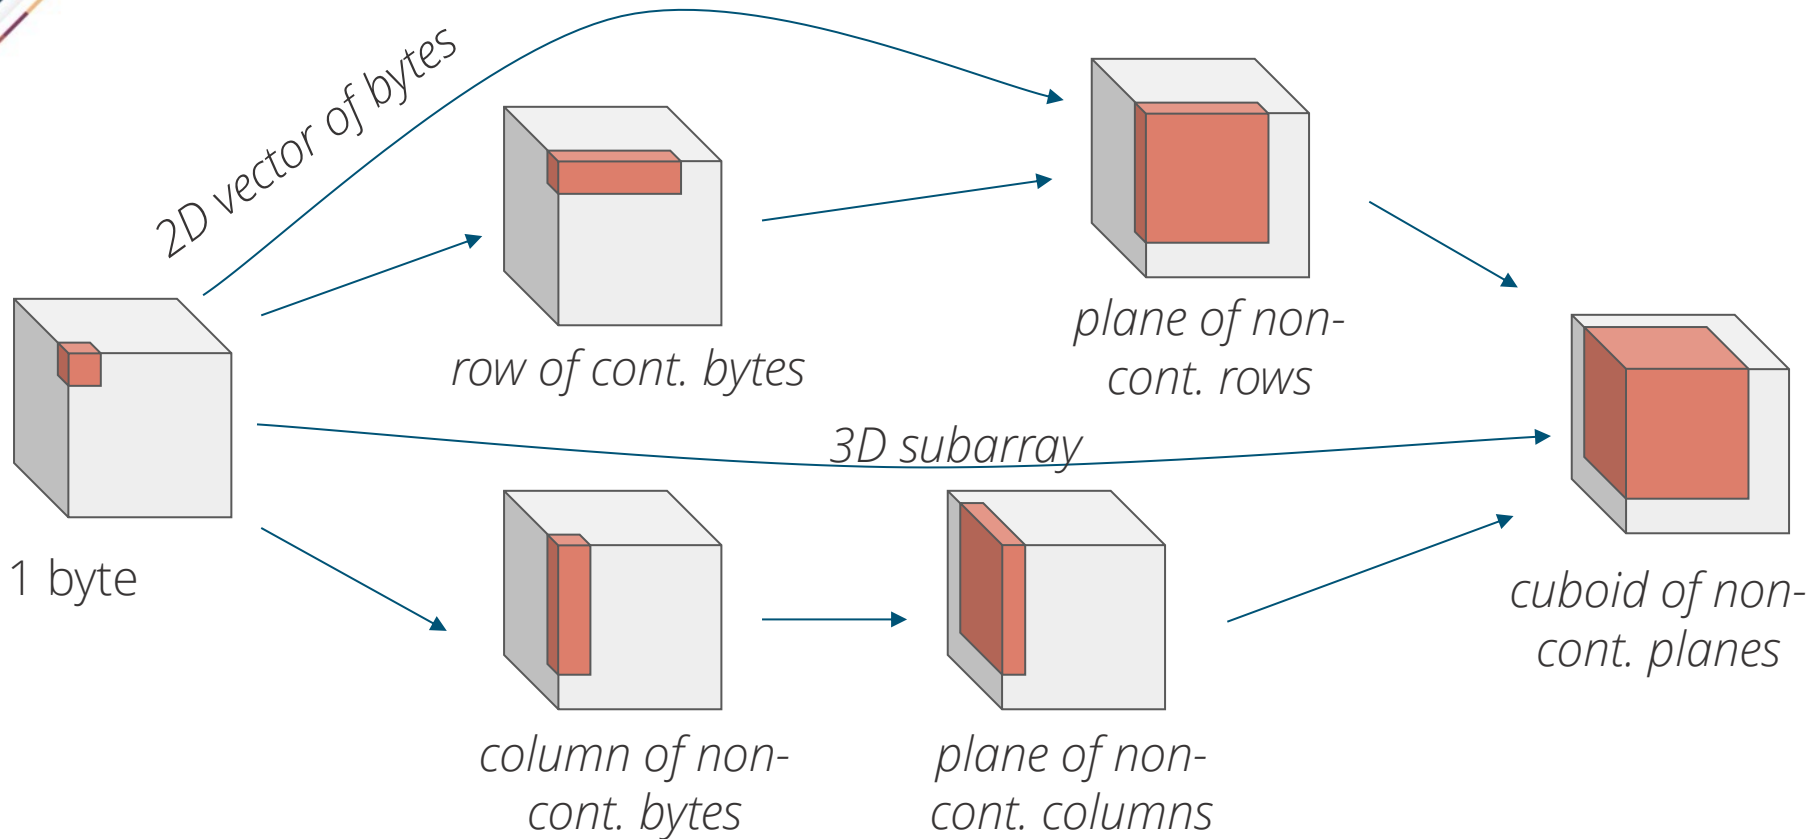 2D vector of bytes
row of cont. bytes
plane of non-
cont. rows
3D subarray
1 byte
cuboid of non-
cont. planes
column of non-
cont. bytes
plane of non-
cont. columns